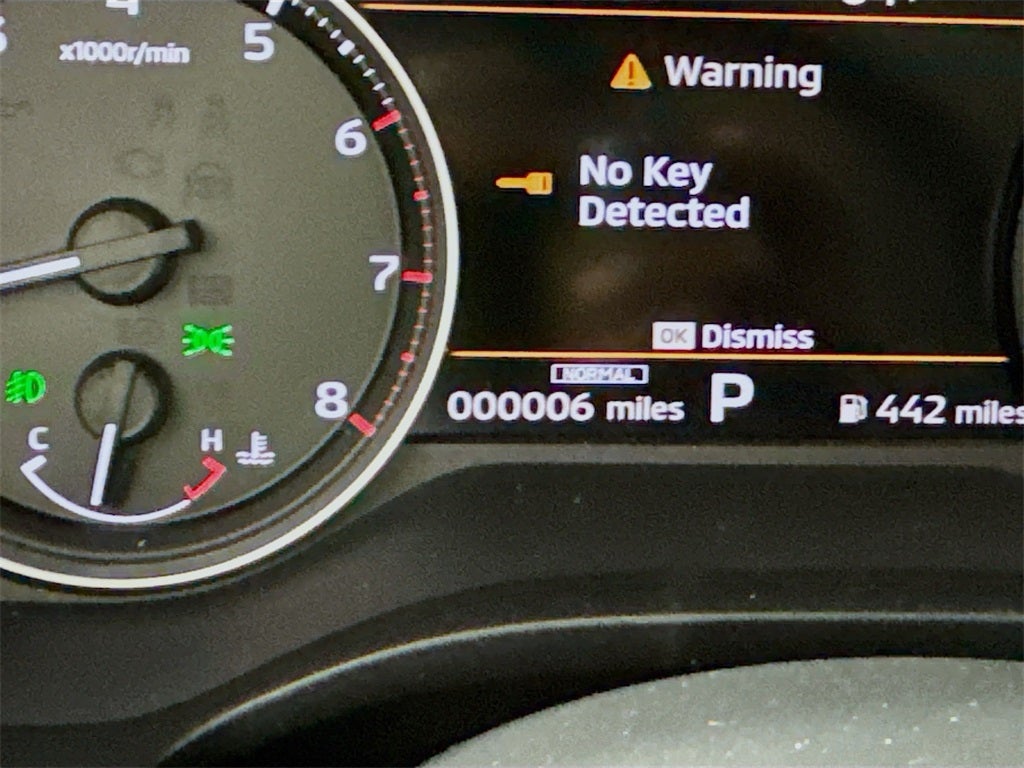 4
x1000r/min
5
6
7
8
C
H
Warning
No Key
Detected
OK Dismiss
NORMAL
000006 miles P 442 miles